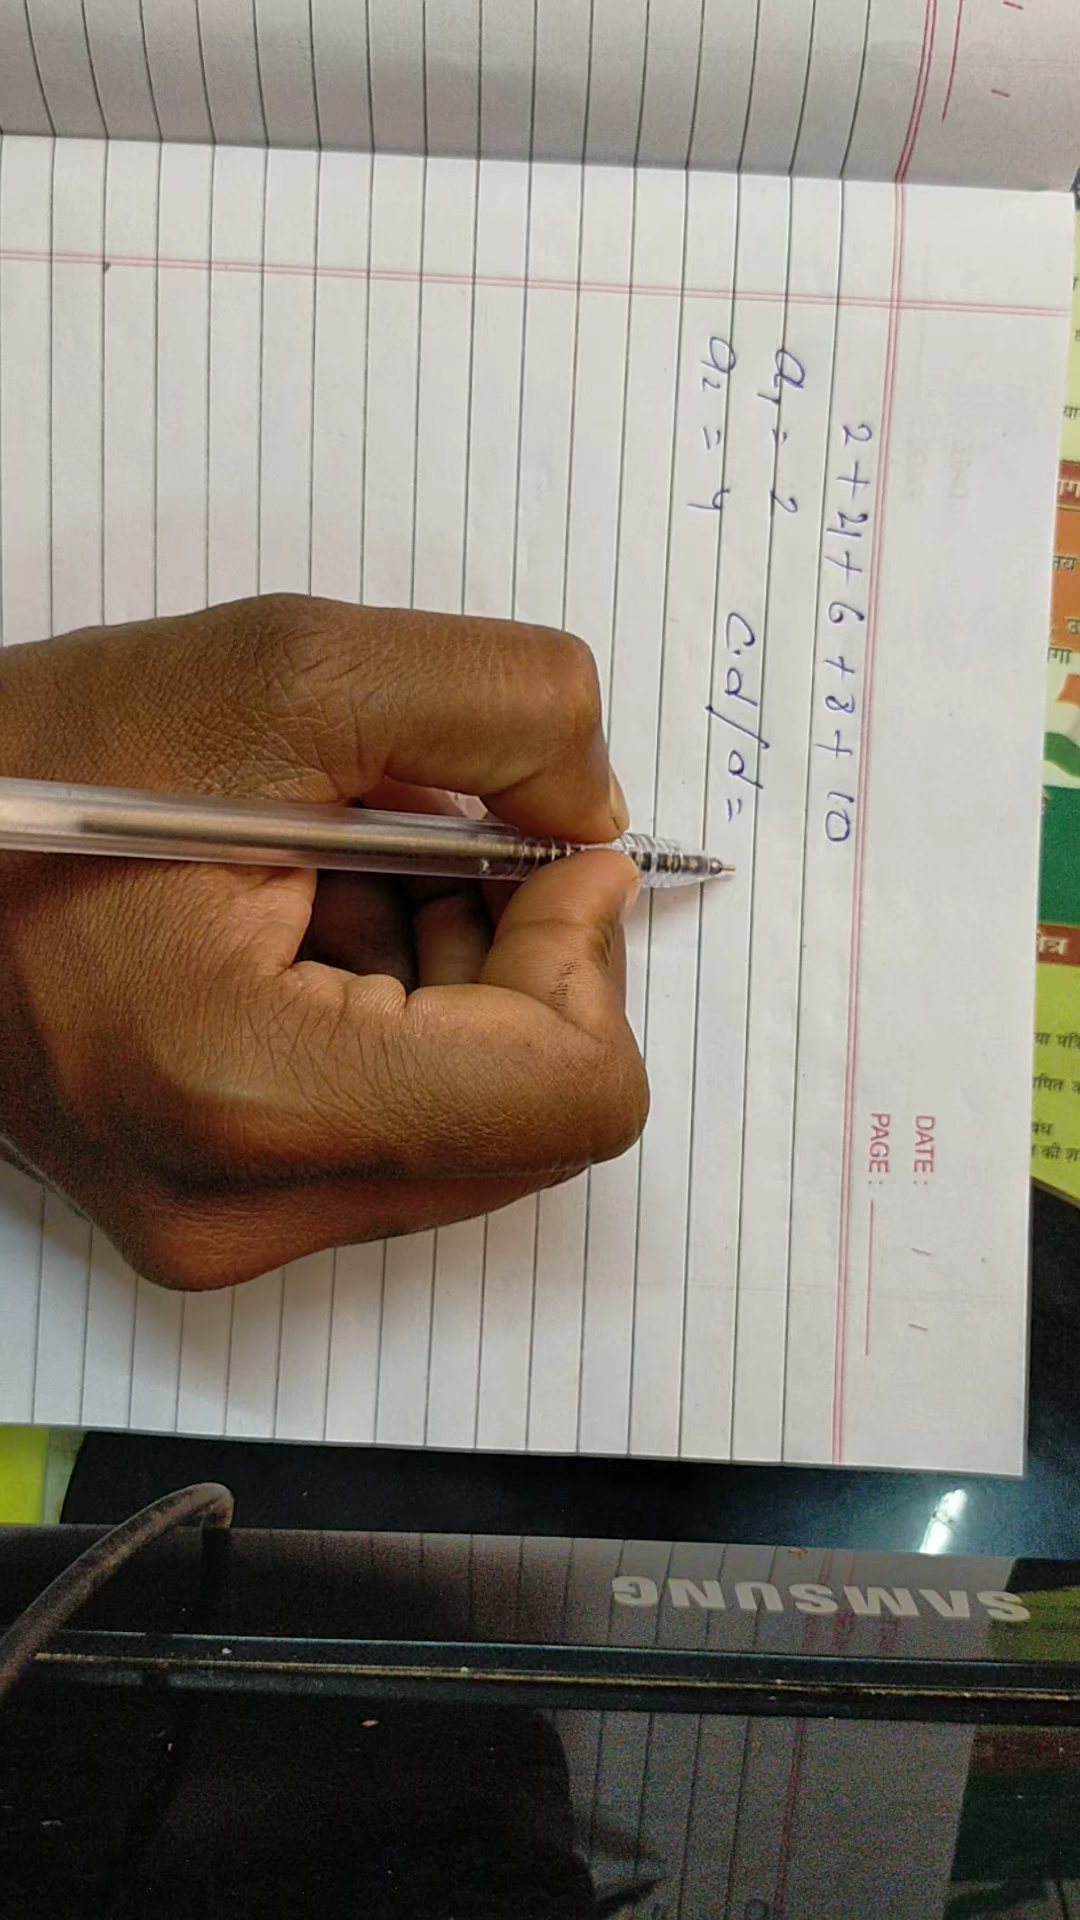 DATE: / /
PAGE:
2 + 4 + 6 + 8 + 10
a1 = 2
a2 = 4
c.d/d =
SAMSUNG